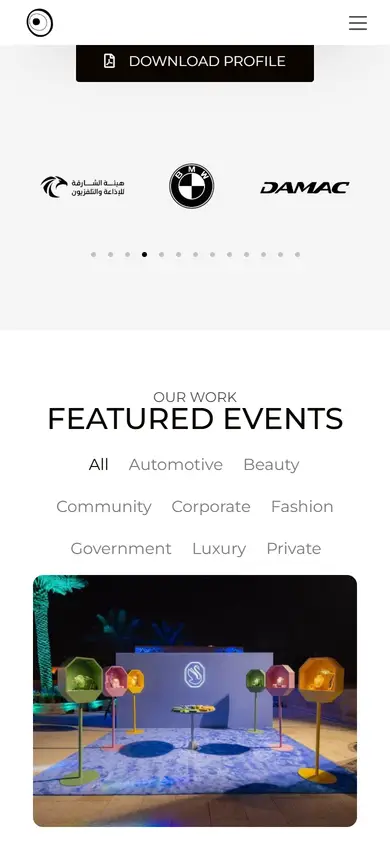 DOWNLOAD PROFILE
هيئة الشارقة
للإذاعة والتلفزيون
BMW
DAMAC
OUR WORK
FEATURED EVENTS
All Automotive Beauty
Community Corporate Fashion
Government Luxury Private